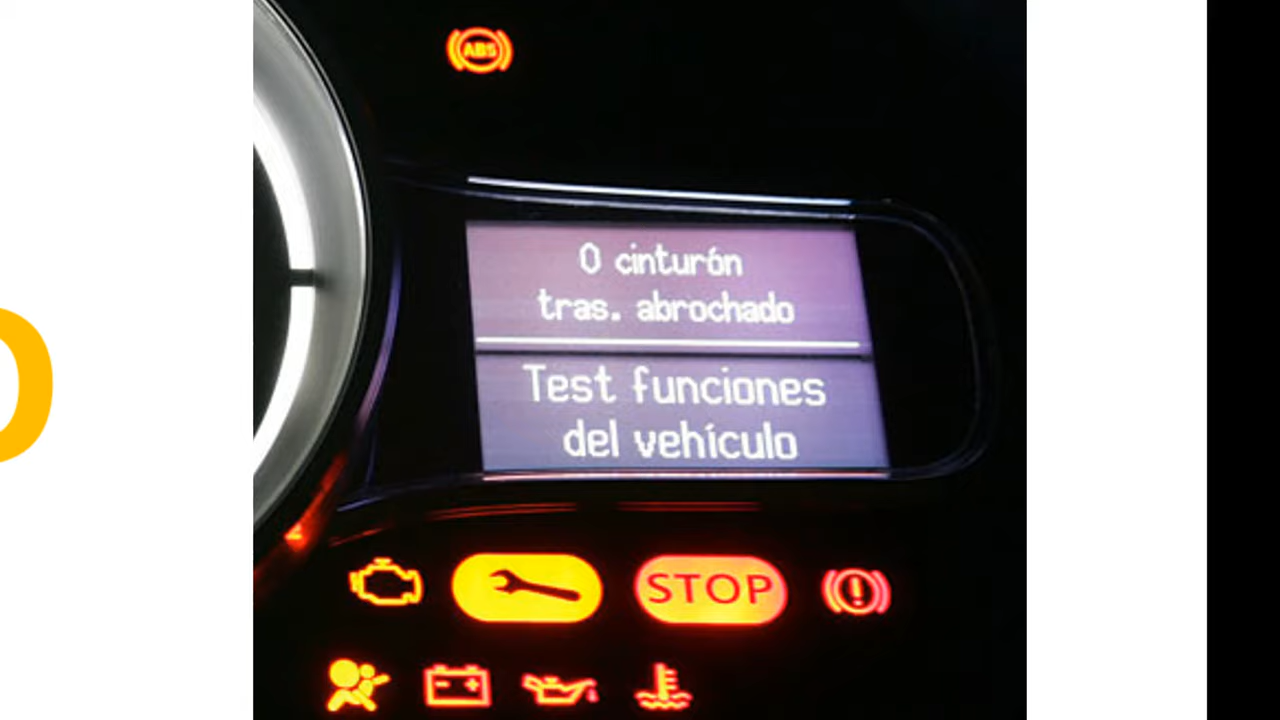 ABS
0 cinturón
tras. abrochado
Test funciones
del vehículo
STOP